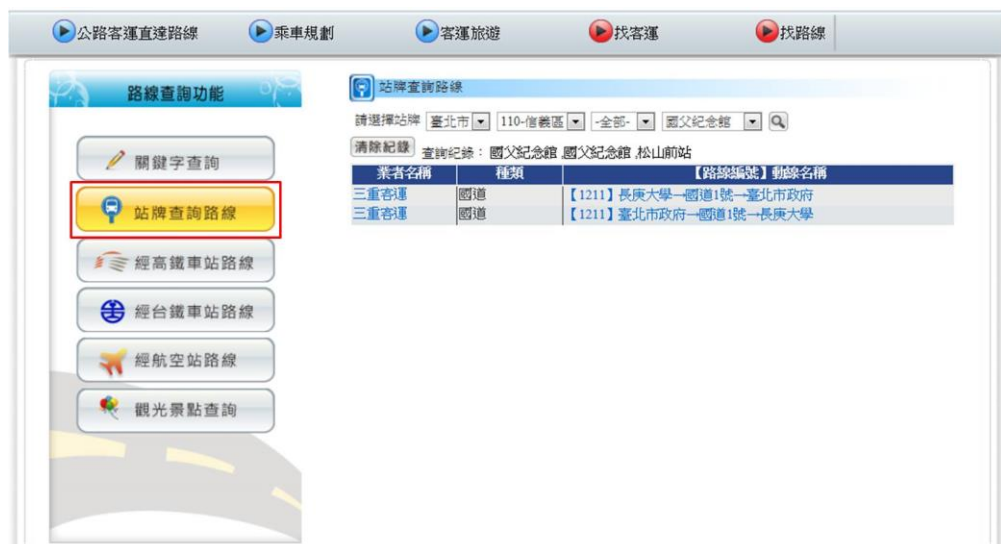 公路客運直達路線 乘車規劃 客運旅遊 找客運 找路線
路線查詢功能
關鍵字查詢
站牌查詢路線
經高鐵車站路線
經台鐵車站路線
經航空站路線
觀光景點查詢
站牌查詢路線
請選擇站牌 臺北市 110-信義區 -全部- 國父紀念館
清除紀錄 查詢紀錄：國父紀念館 ,國父紀念館 ,松山前站
業者名稱 種類 【路線編號】動線名稱
三重客運 國道 【1211】長庚大學→國道1號→臺北市政府
三重客運 國道 【1211】臺北市政府→國道1號→長庚大學